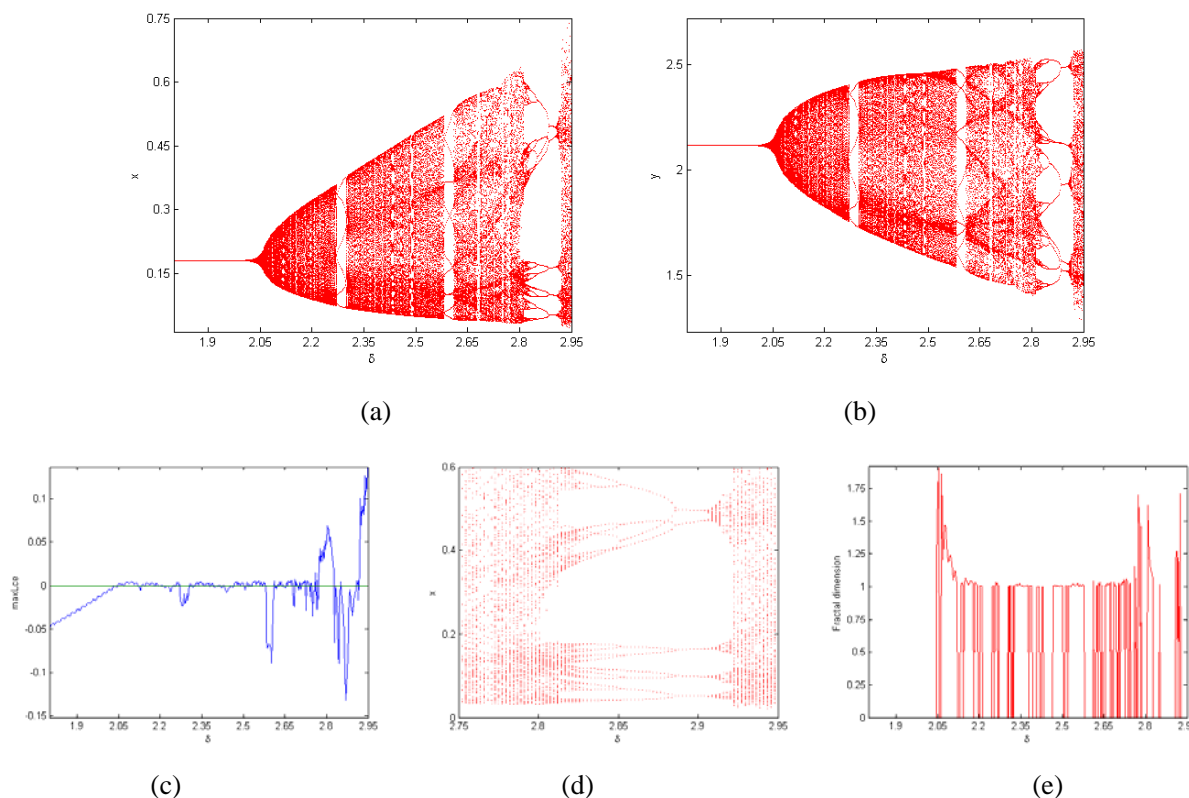 0.75
0.6
0.45
0.3
0.15
x
1.9 2.05 2.2 2.35 2.5 2.65 2.8 2.95
δ
(a)
2.5
2
1.5
y
1.9 2.05 2.2 2.35 2.5 2.65 2.8 2.95
δ
(b)
0.1
0.05
0
-0.05
-0.1
-0.15
maxLce
1.9 2.05 2.2 2.35 2.5 2.65 2.8 2.95
δ
(c)
0.6
0.4
0.2
0
x
2.75 2.8 2.85 2.9 2.95
δ
(d)
1.75
1.5
1.25
1
0.75
0.5
0.25
0
Fractal dimension
1.9 2.05 2.2 2.35 2.5 2.65 2.8 2.9
δ
(e)